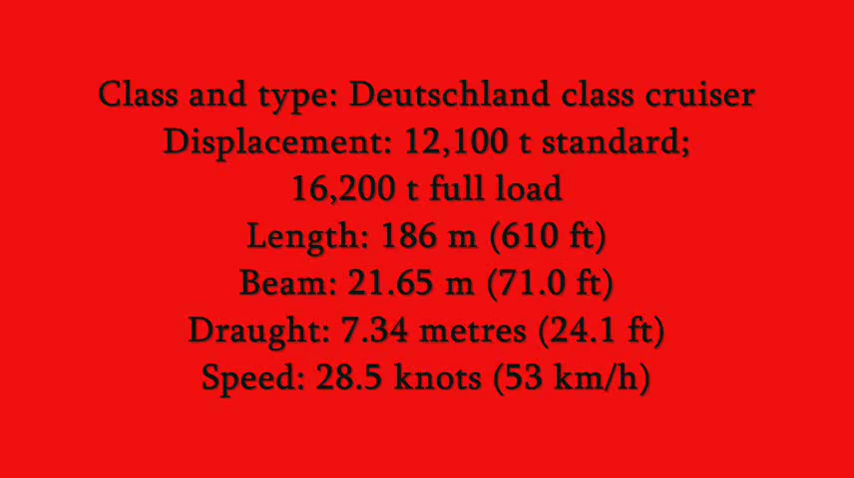 Class and type: Deutschland class cruiser
Displacement: 12,100 t standard;
16,200 t full load
Length: 186 m (610 ft)
Beam: 21.65 m (71.0 ft)
Draught: 7.34 metres (24.1 ft)
Speed: 28.5 knots (53 km/h)